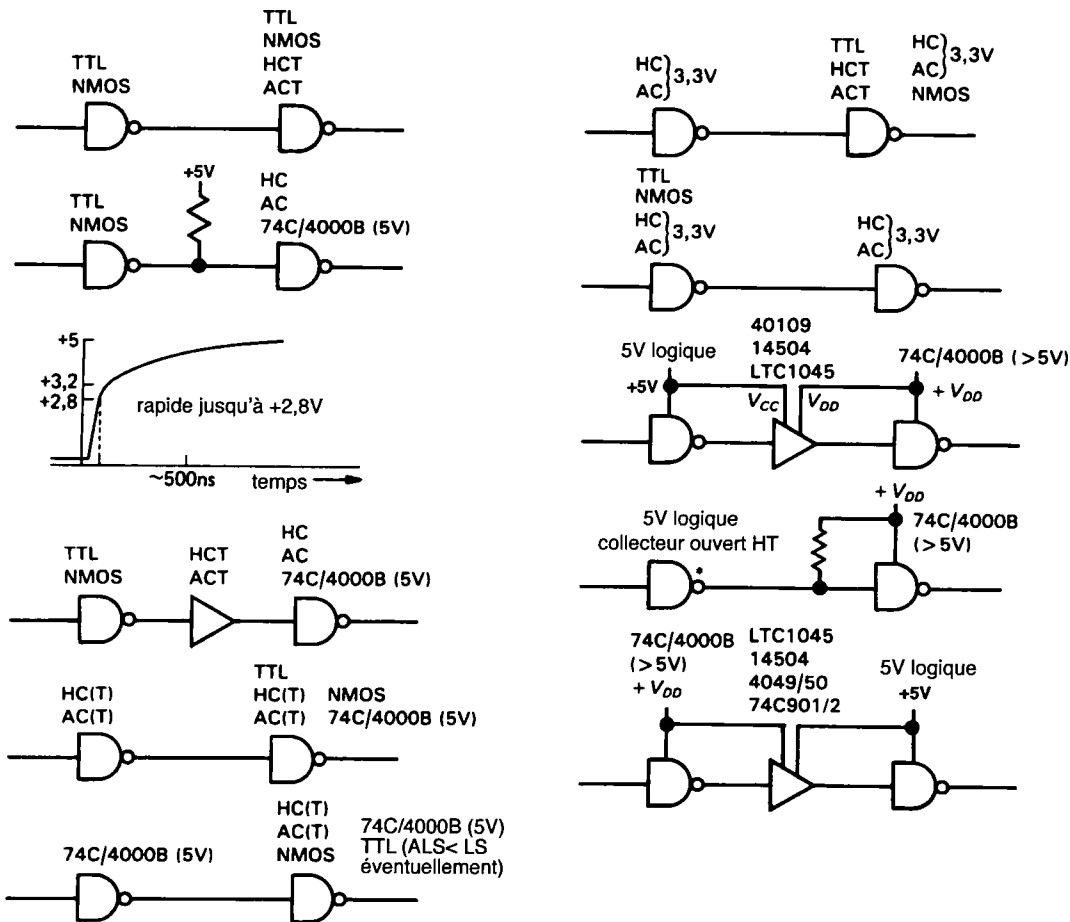 TTL
NMOS
TTL
NMOS
HCT
ACT
TTL
NMOS
+5V
HC
AC
74C/4000B (5V)
+5
+3,2
+2,8
rapide jusqu'à +2,8V
~500ns
temps
TTL
NMOS
HCT
ACT
HC
AC
74C/4000B (5V)
HC(T)
AC(T)
TTL
HC(T)
AC(T)
NMOS
74C/4000B (5V)
74C/4000B (5V)
HC(T)
AC(T)
NMOS
74C/4000B (5V)
TTL (ALS< LS
éventuellement)
HC
AC
3,3V
TTL
HCT
ACT
HC
AC
3,3V
NMOS
TTL
NMOS
HC
AC
3,3V
HC
AC
3,3V
5V logique
+5V
40109
14504
LTC1045
VCC
VDD
74C/4000B (>5V)
+ VDD
5V logique
collecteur ouvert HT
*
+ VDD
74C/4000B
(>5V)
74C/4000B
(>5V)
+ VDD
LTC1045
14504
4049/50
74C901/2
5V logique
+5V